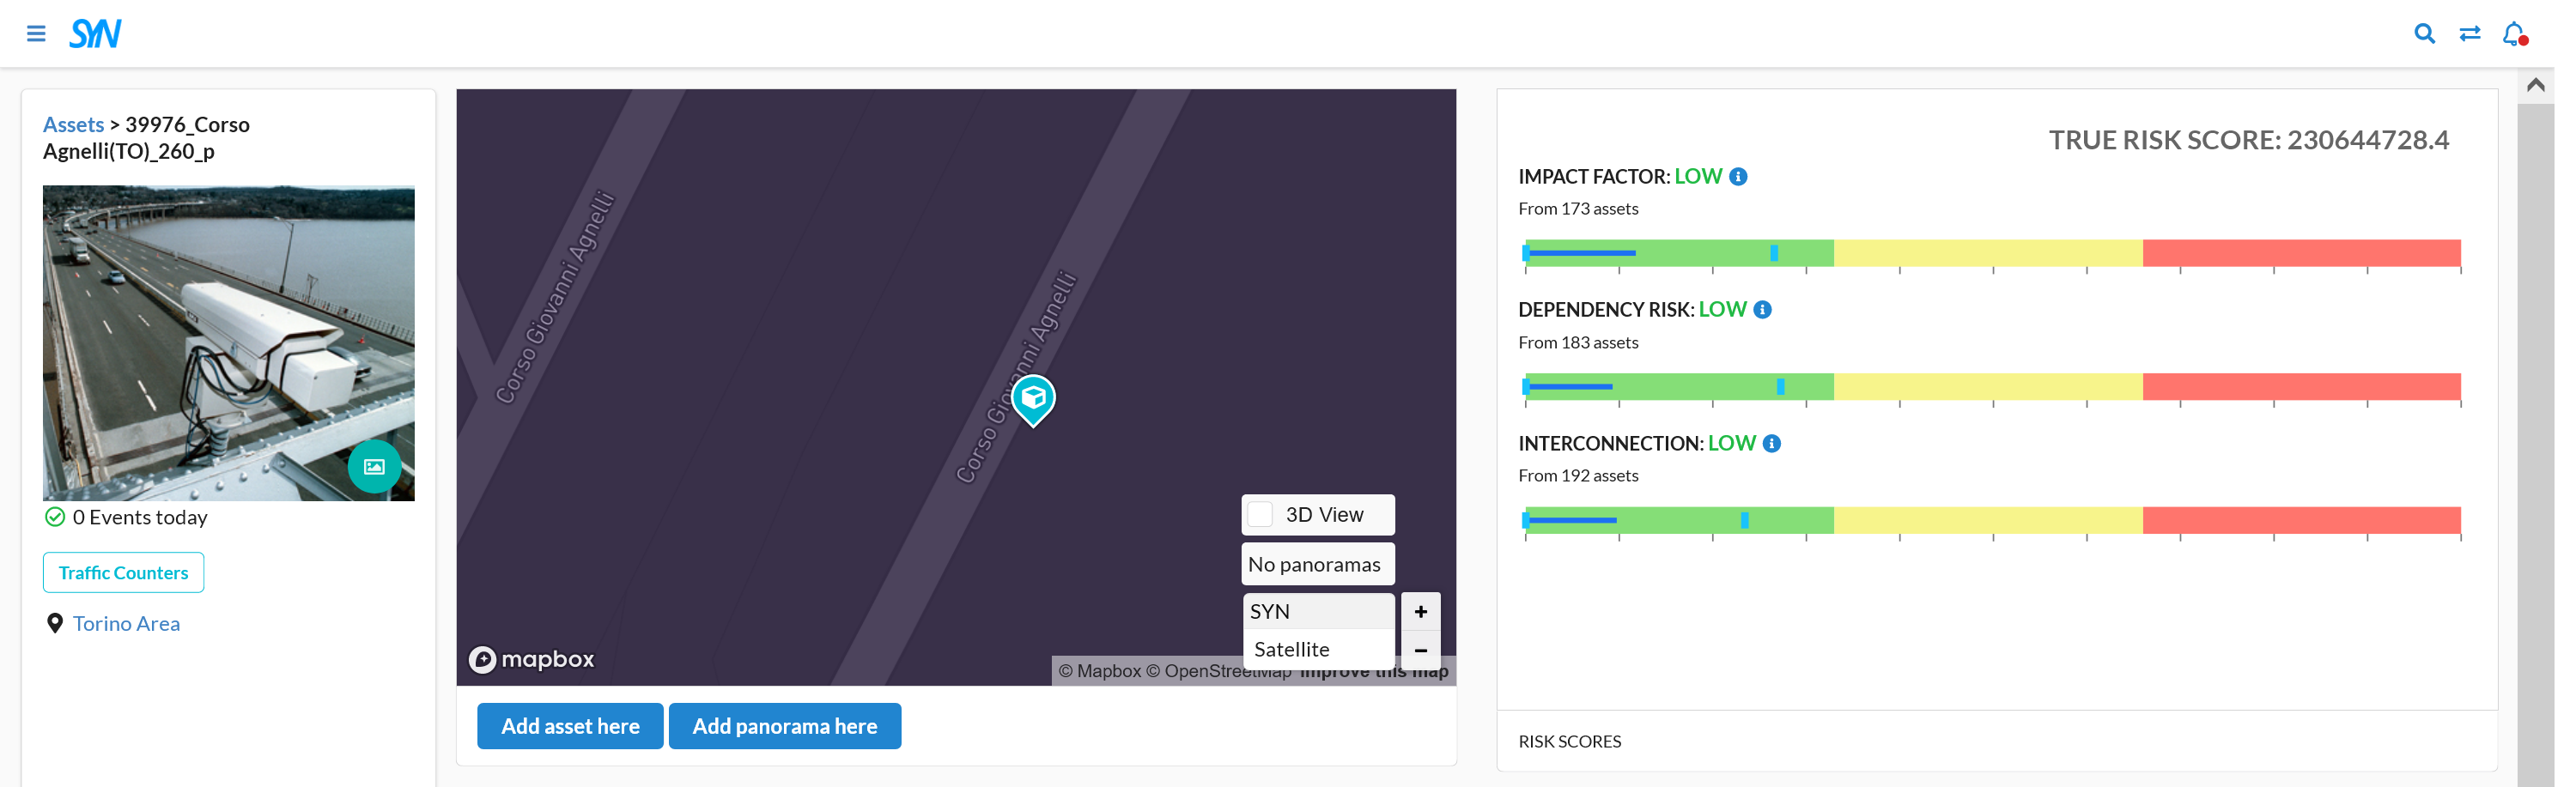 SYN
Assets > 39976_Corso
Agnelli(TO)_260_p
0 Events today
Traffic Counters
Torino Area
Corso Giovanni Agnelli
Corso Giovanni Agnelli
3D View
No panoramas
SYN
Satellite
+
−
mapbox
© Mapbox © OpenStreetMap Improve this map
Add asset here
Add panorama here
TRUE RISK SCORE: 230644728.4
IMPACT FACTOR: LOW
From 173 assets
DEPENDENCY RISK: LOW
From 183 assets
INTERCONNECTION: LOW
From 192 assets
RISK SCORES